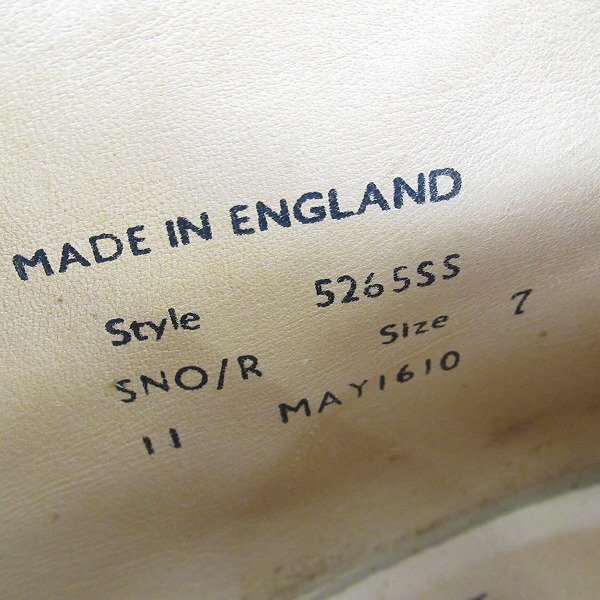 MADE IN ENGLAND
Style 5265SS
SNO/R Size 7
11 MAY1610